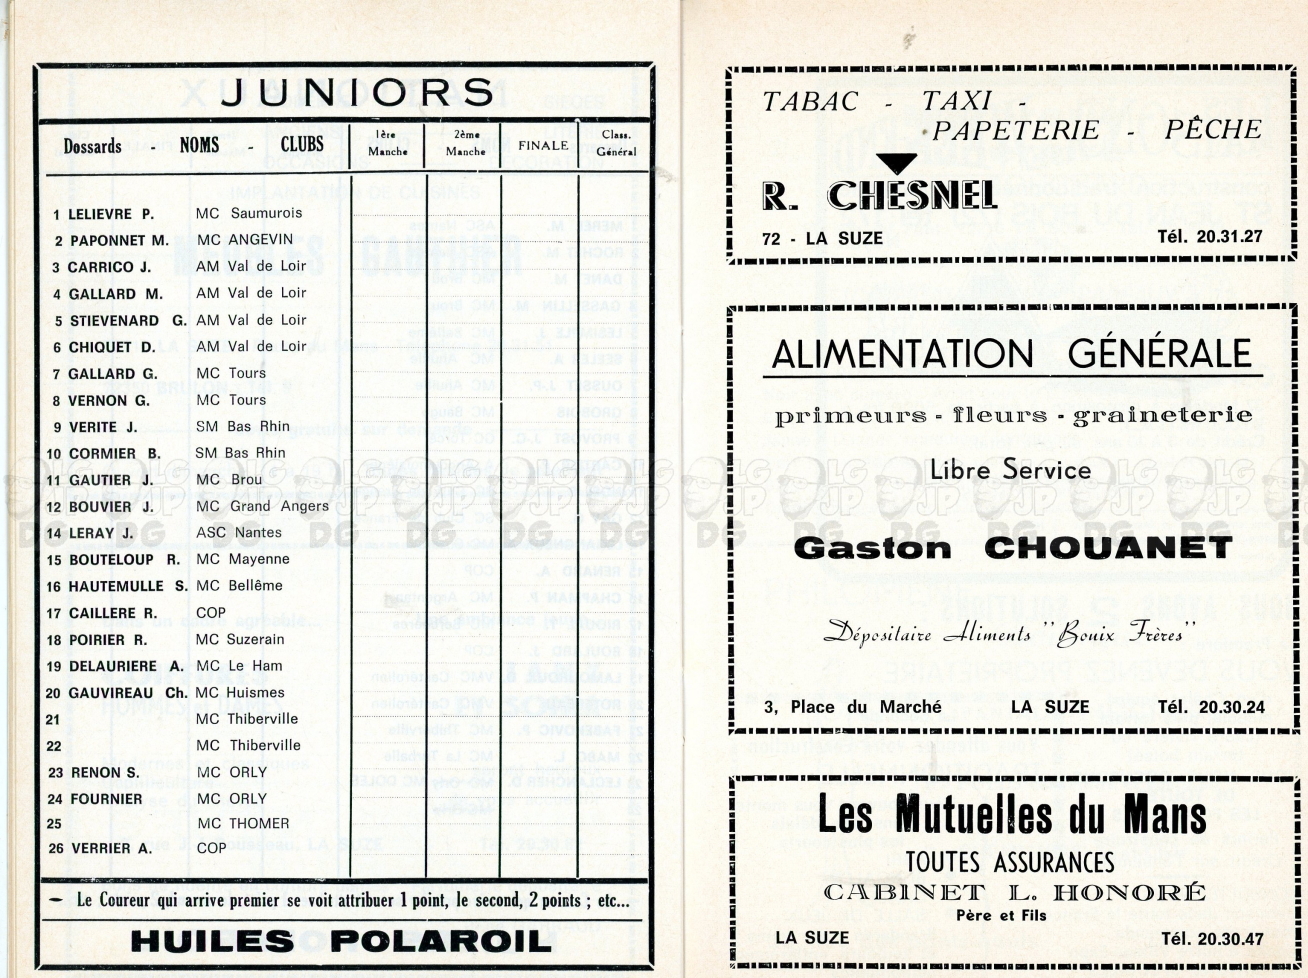 JUNIORS
Dossards - NOMS - CLUBS 1ère Manche 2ème Manche FINALE Class. Général
1 LELIEVRE P. MC Saumurois
2 PAPONNET M. MC ANGEVIN
3 CARRICO J. AM Val de Loir
4 GALLARD M. AM Val de Loir
5 STIEVENARD G. AM Val de Loir
6 CHIQUET D. AM Val de Loir
7 GALLARD G. MC Tours
8 VERNON G. MC Tours
9 VERITE J. SM Bas Rhin
10 CORMIER B. SM Bas Rhin
11 GAUTIER J. MC Brou
12 BOUVIER J. MC Grand Angers
14 LERAY J. ASC Nantes
15 BOUTELOUP R. MC Mayenne
16 HAUTEMULLE S. MC Bellême
17 CAILLERE R. COP
18 POIRIER R. MC Suzerain
19 DELAURIERE A. MC Le Ham
20 GAUVIREAU Ch. MC Huismes
21 MC Thiberville
22 MC Thiberville
23 RENON S. MC ORLY
24 FOURNIER MC ORLY
25 MC THOMER
26 VERRIER A. COP
— Le Coureur qui arrive premier se voit attribuer 1 point, le second, 2 points ; etc...
HUILES POLAROIL
TABAC - TAXI -
PAPETERIE - PÊCHE
R. CHESNEL
72 - LA SUZE Tél. 20.31.27
ALIMENTATION GÉNÉRALE
primeurs - fleurs - graineterie
Libre Service
Gaston CHOUANET
Dépositaire Aliments "Bouix Frères"
3, Place du Marché LA SUZE Tél. 20.30.24
Les Mutuelles du Mans
TOUTES ASSURANCES
CABINET L. HONORÉ
Père et Fils
LA SUZE Tél. 20.30.47